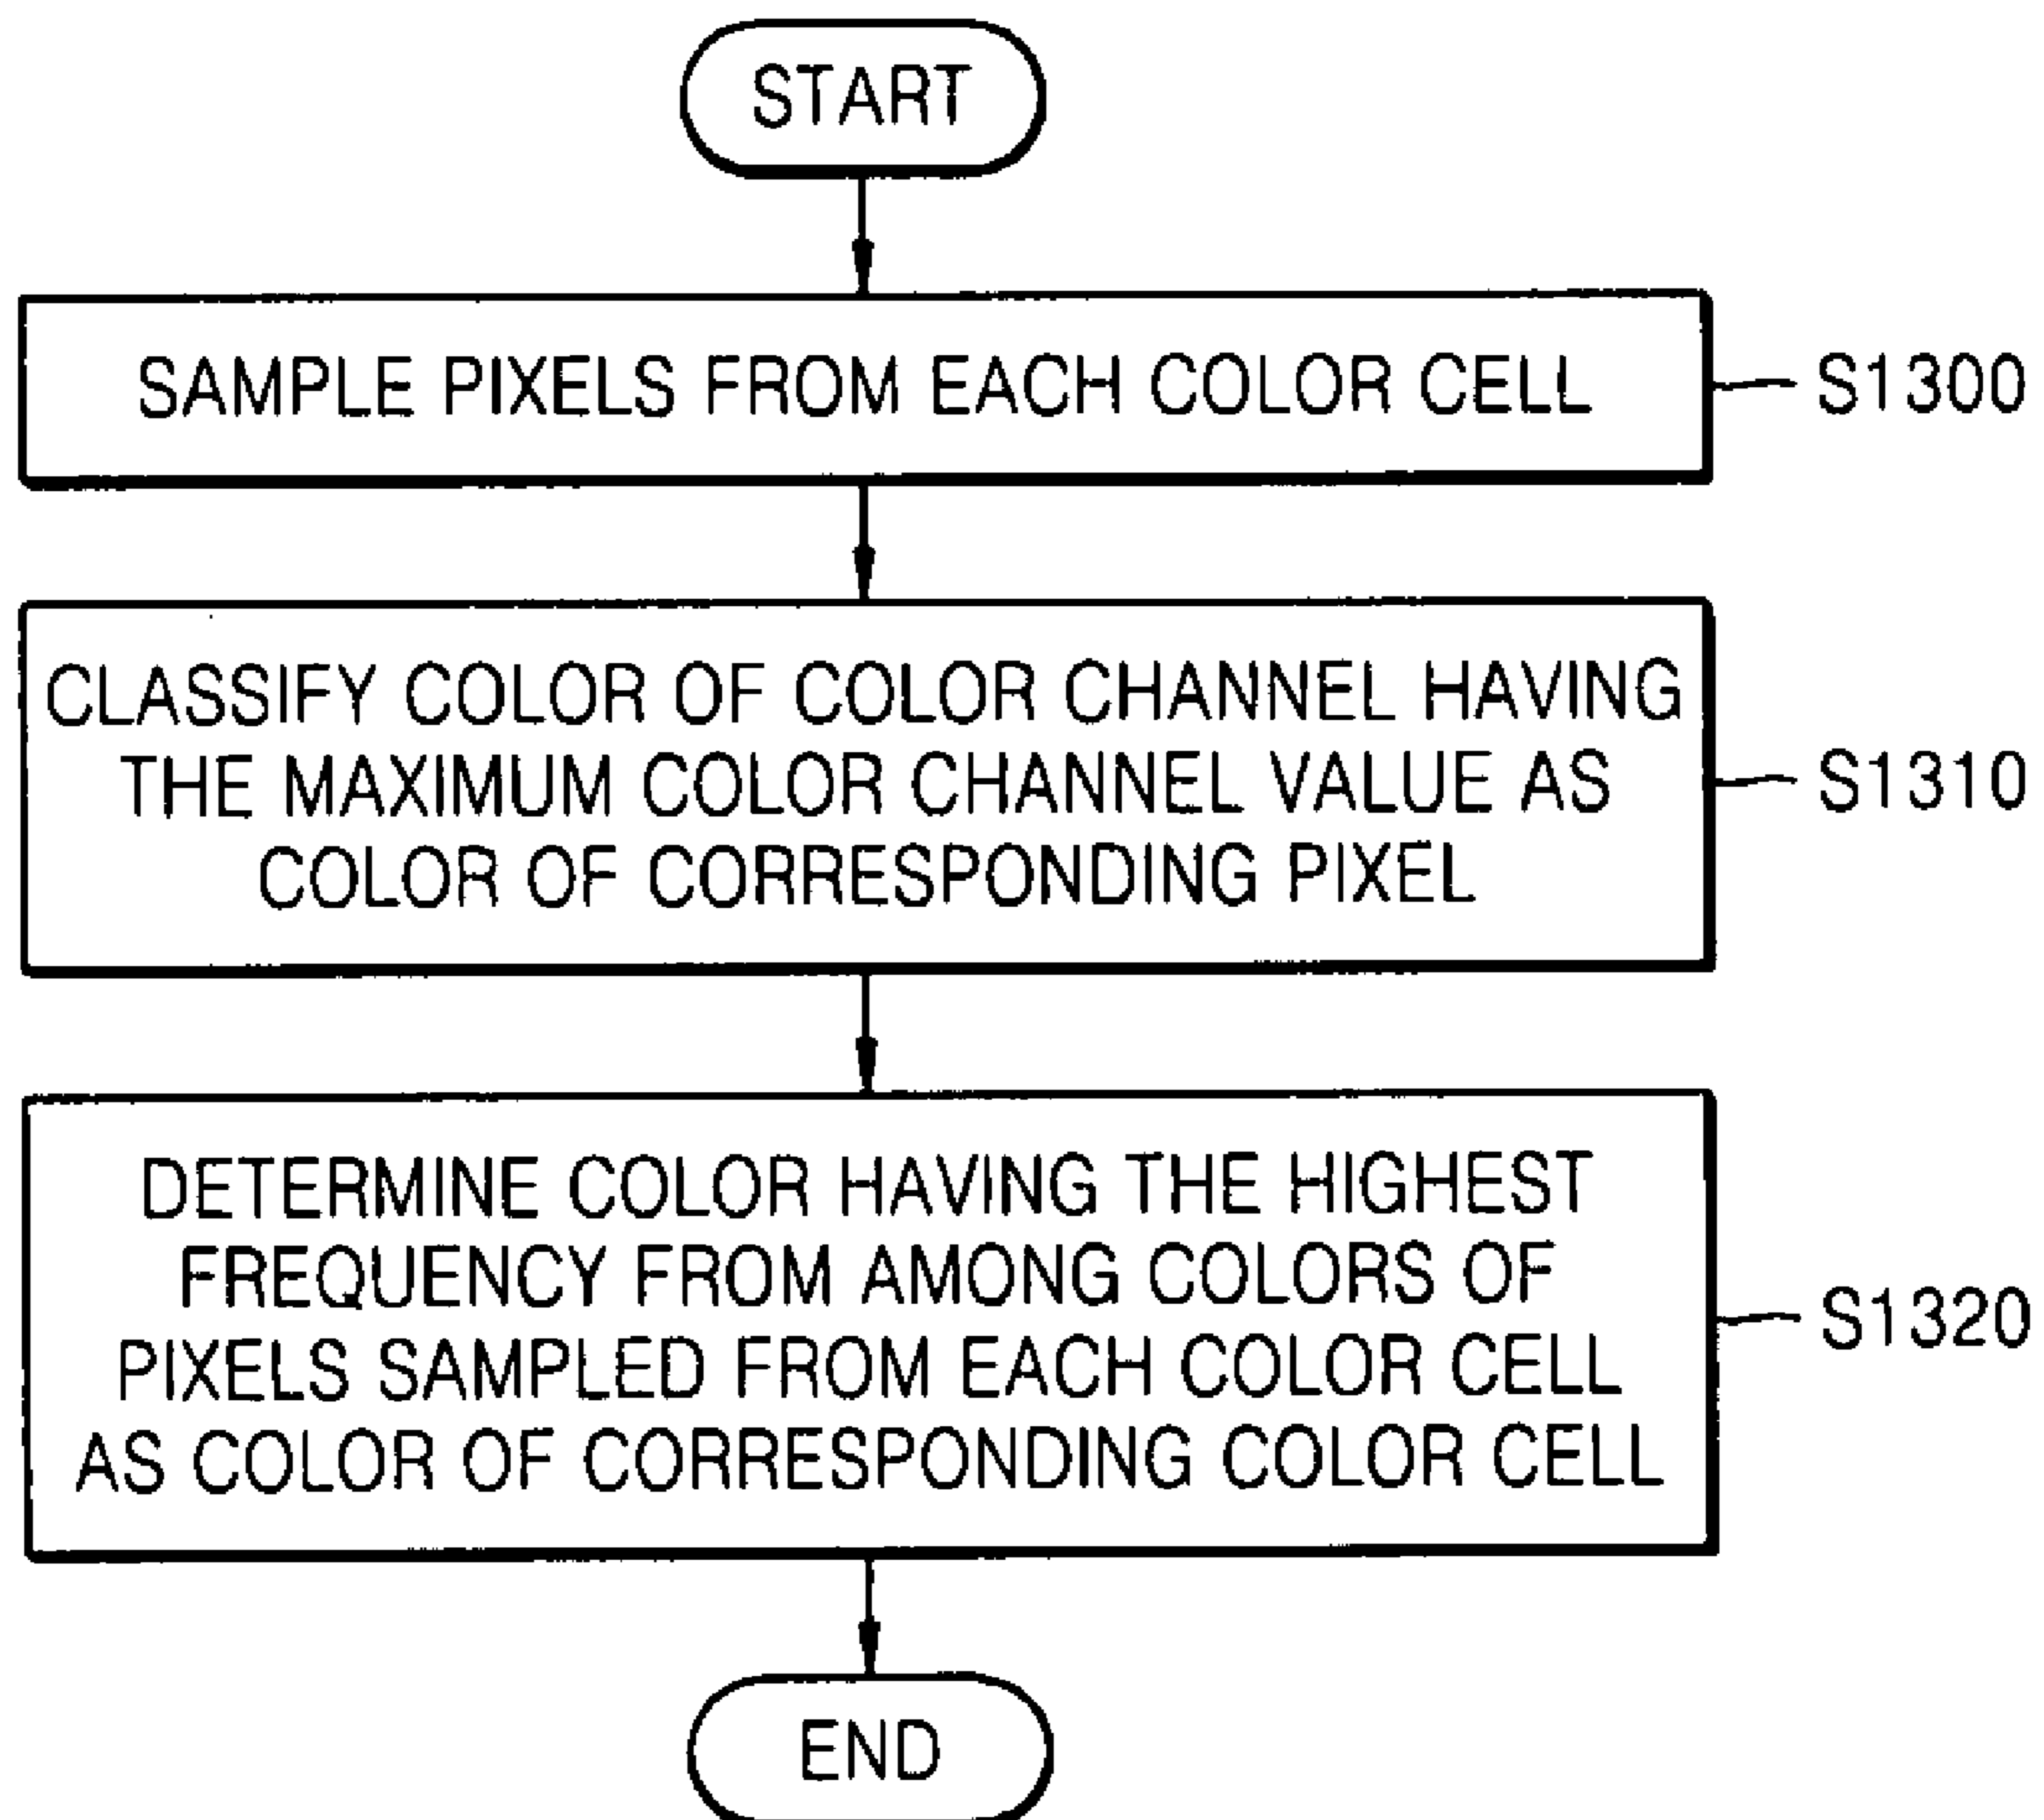 START
SAMPLE PIXELS FROM EACH COLOR CELL
S1300
CLASSIFY COLOR OF COLOR CHANNEL HAVING
THE MAXIMUM COLOR CHANNEL VALUE AS
COLOR OF CORRESPONDING PIXEL
S1310
DETERMINE COLOR HAVING THE HIGHEST
FREQUENCY FROM AMONG COLORS OF
PIXELS SAMPLED FROM EACH COLOR CELL
AS COLOR OF CORRESPONDING COLOR CELL
S1320
END